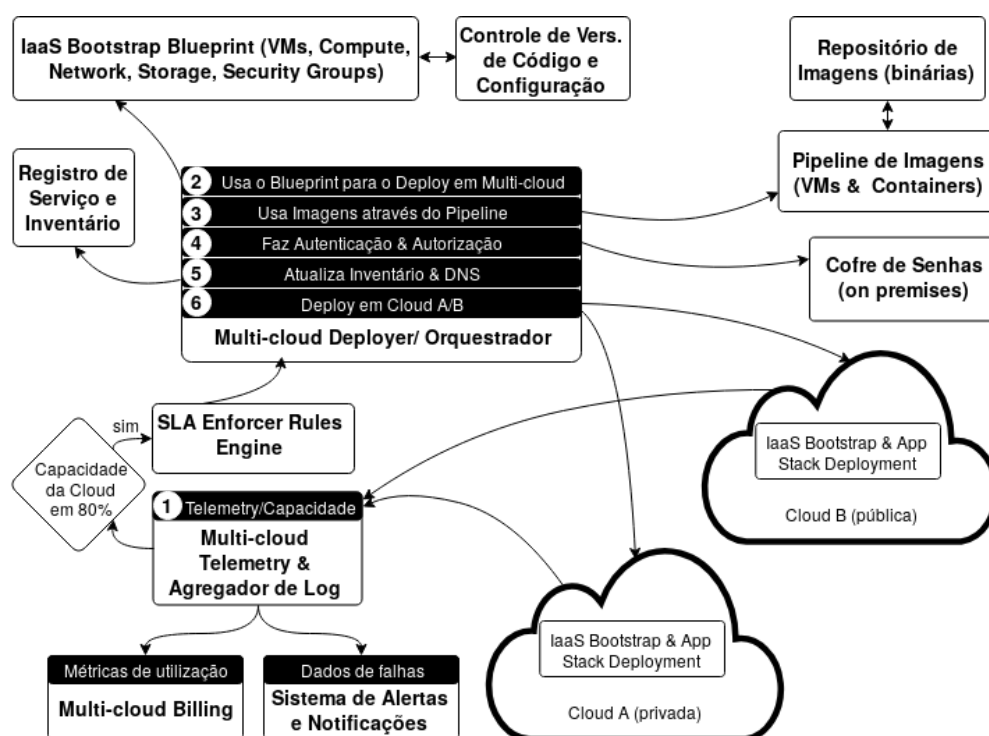 IaaS Bootstrap Blueprint (VMs, Compute,
Network, Storage, Security Groups)
Controle de Vers.
de Código e
Configuração
Repositório de
Imagens (binárias)
Registro de
Serviço e
Inventário
2 Usa o Blueprint para o Deploy em Multi-cloud
3 Usa Imagens através do Pipeline
4 Faz Autenticação & Autorização
5 Atualiza Inventário & DNS
6 Deploy em Cloud A/B
Multi-cloud Deployer/ Orquestrador
Pipeline de Imagens
(VMs & Containers)
Cofre de Senhas
(on premises)
sim
SLA Enforcer Rules
Engine
Capacidade
da Cloud
em 80%
1 Telemetry/Capacidade
Multi-cloud
Telemetry &
Agregador de Log
IaaS Bootstrap & App
Stack Deployment
Cloud B (pública)
IaaS Bootstrap & App
Stack Deployment
Cloud A (privada)
Métricas de utilização
Multi-cloud Billing
Dados de falhas
Sistema de Alertas
e Notificações